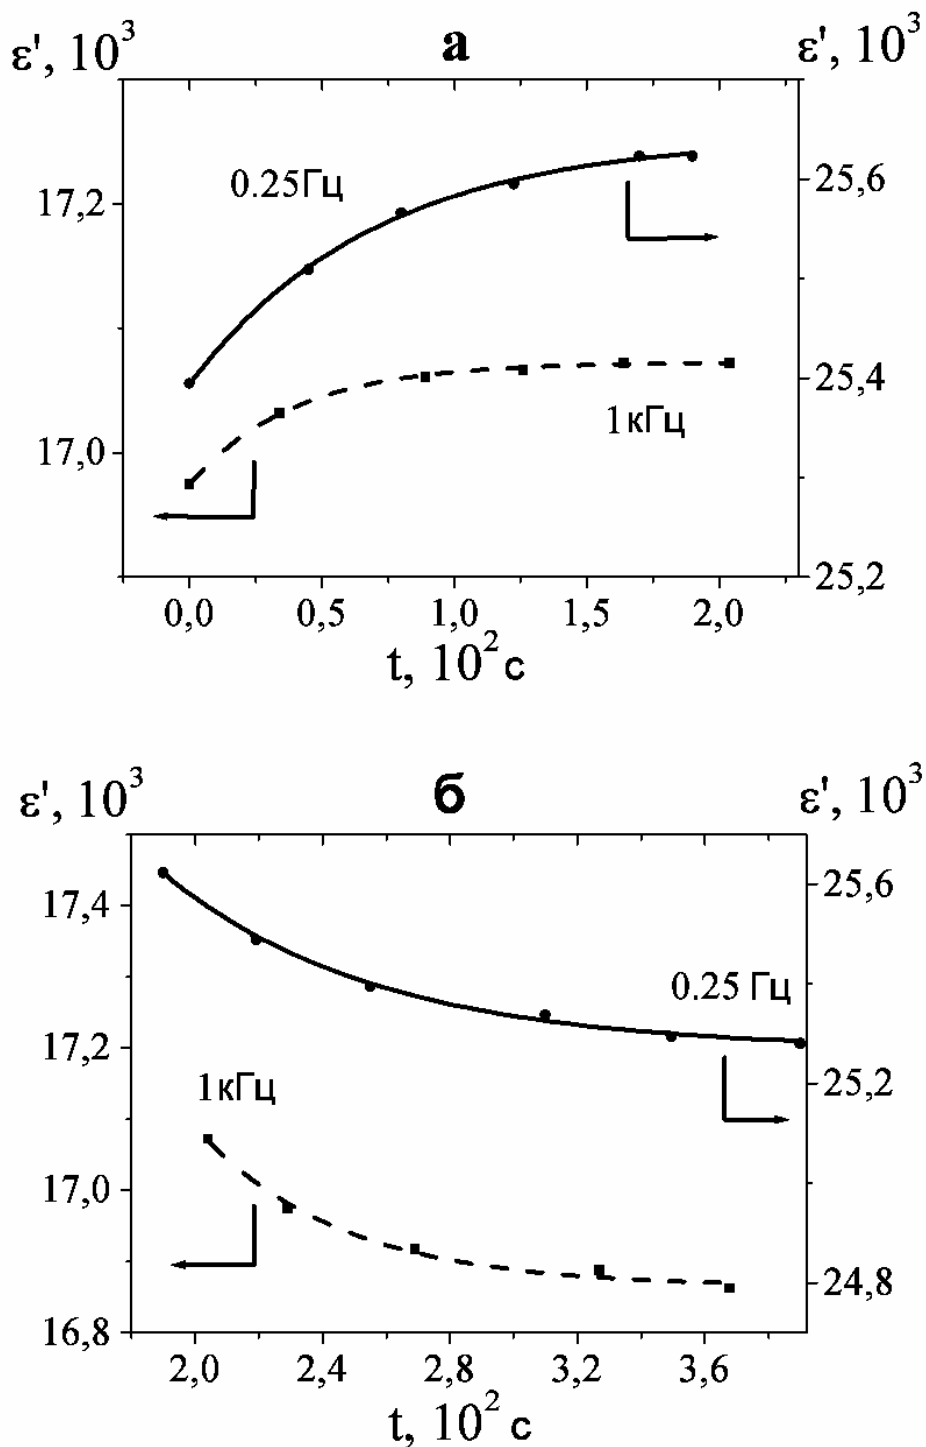 ε', 10³ а ε', 10³
0.25Гц
17,2
25,6
1кГц
25,4
17,0
25,2
0,0 0,5 1,0 1,5 2,0
t, 10² с
ε', 10³ б ε', 10³
17,4
25,6
0.25 Гц
17,2
1кГц
25,2
17,0
24,8
16,8
2,0 2,4 2,8 3,2 3,6
t, 10² с